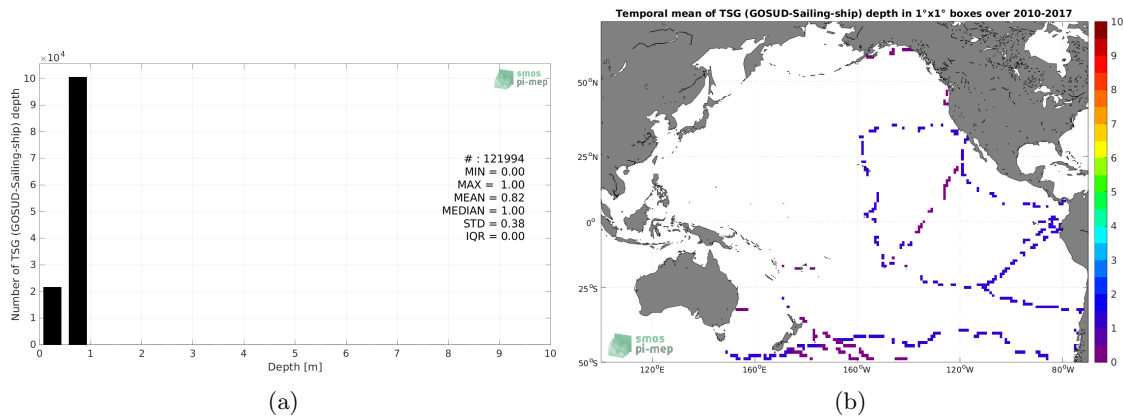 ×10⁴
10
9
8
7
6
5
4
3
2
1
0
Number of TSG (GOSUD-Sailing-ship) depth
smos
pi-mep
# : 121994
MIN = 0.00
MAX = 1.00
MEAN = 0.82
MEDIAN = 1.00
STD = 0.38
IQR = 0.00
0 1 2 3 4 5 6 7 8 9 10
Depth [m]
(a)
Temporal mean of TSG (GOSUD-Sailing-ship) depth in 1°x1° boxes over 2010-2017
50°N
25°N
0°
25°S
50°S
120°E 160°E 160°W 120°W 80°W
smos
pi-mep
10
9
8
7
6
5
4
3
2
1
0
(b)